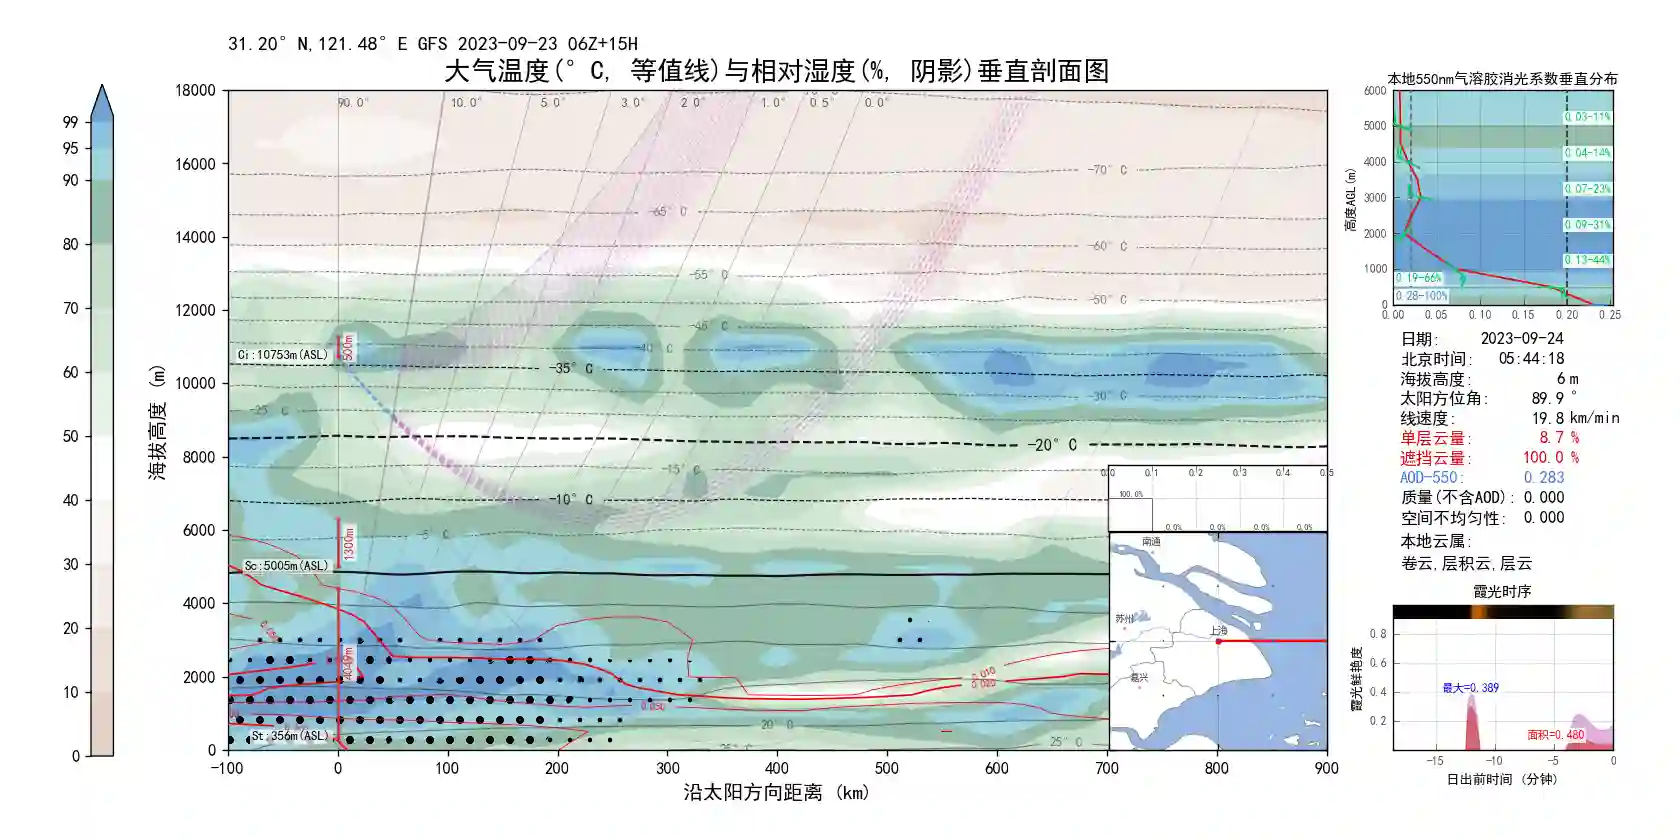 31.20° N,121.48° E GFS 2023-09-23 06Z+15H
大气温度(° C, 等值线)与相对湿度(%, 阴影)垂直剖面图
99
95
90
80
70
60
50
40
30
20
10
0
海拔高度 (m)
18000
16000
14000
12000
10000
8000
6000
4000
2000
0
90.0° 10.0° 5.0° 3.0° 2.0° 1.0° 0.5° 0.0°
-70° C
-65° C
-60° C
-55° C
-50° C
-45° C
-40° C
-35° C
-30° C
-25 C
-20° C
-15° C
-10° C
-5° C
20° C
25° C
Ci:10753m(ASL)
500m
Sc:5005m(ASL)
1300m
4049m
St:356m(ASL)
0.050
0.010
0.020
0.050
-100 0 100 200 300 400 500 600 700 800 900
沿太阳方向距离 (km)
0.0 0.1 0.2 0.3 0.4 0.5
100.0%
0.0% 0.0% 0.0% 0.0%
南通
苏州
上海
嘉兴
本地550nm气溶胶消光系数垂直分布
高度AGL(m)
6000
5000
4000
3000
2000
1000
0
0.03-11%
0.04-14%
0.07-23%
0.09-31%
0.13-44%
0.19-66%
0.28-100%
0.00 0.05 0.10 0.15 0.20 0.25
日期: 2023-09-24
北京时间: 05:44:18
海拔高度: 6 m
太阳方位角: 89.9 °
线速度: 19.8 km/min
单层云量: 8.7 %
遮挡云量: 100.0 %
AOD-550: 0.283
质量(不含AOD): 0.000
空间不均匀性: 0.000
本地云属:
卷云,层积云,层云
霞光时序
霞光鲜艳度
0.8
0.6
0.4
0.2
最大=0.389
面积=0.480
-15 -10 -5 0
日出前时间 (分钟)